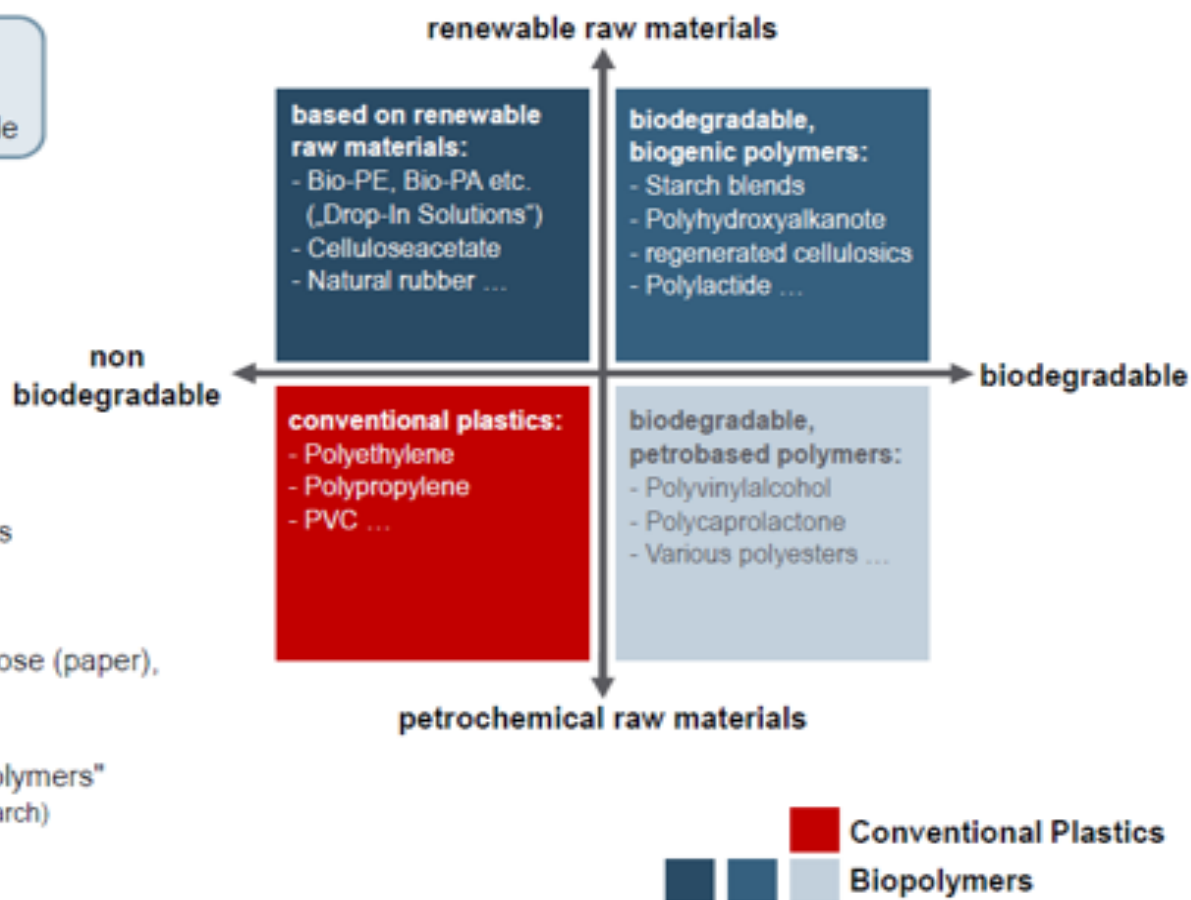 renewable raw materials
based on renewable
raw materials:
- Bio-PE, Bio-PA etc.
(„Drop-In Solutions“)
- Celluloseacetate
- Natural rubber …
biodegradable,
biogenic polymers:
- Starch blends
- Polyhydroxyalkanote
- regenerated cellulosics
- Polylactide …
non
biodegradable
biodegradable
conventional plastics:
- Polyethylene
- Polypropylene
- PVC …
biodegradable,
petrobased polymers:
- Polyvinylalcohol
- Polycaprolactone
- Various polyesters …
petrochemical raw materials
(paper),
Conventional Plastics
Biopolymers